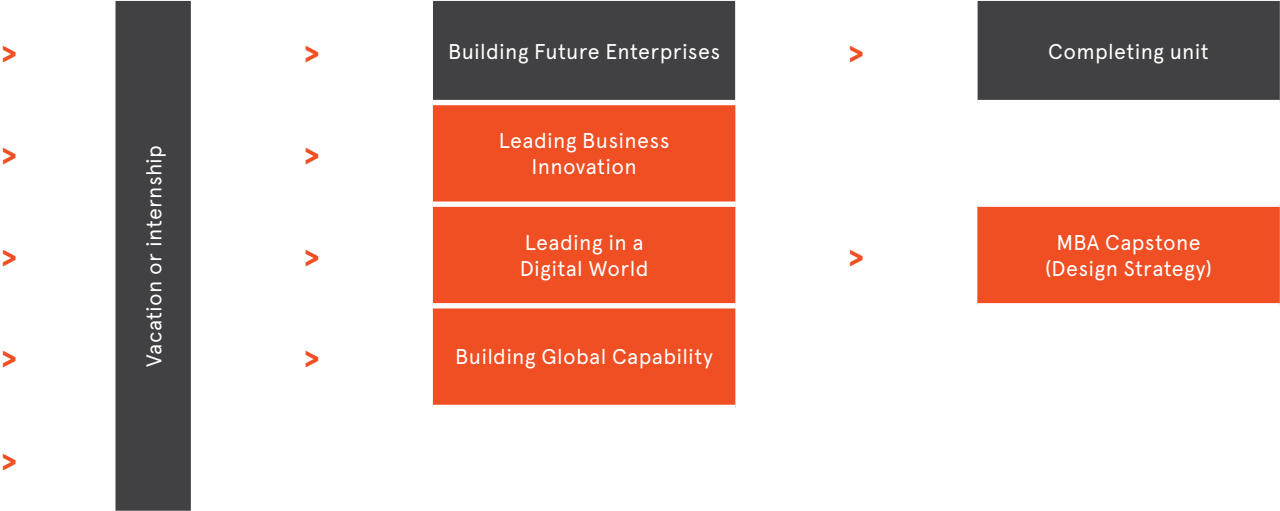 Vacation or internship
Building Future Enterprises
Leading Business
Innovation
Leading in a
Digital World
Building Global Capability
Completing unit
MBA Capstone
(Design Strategy)